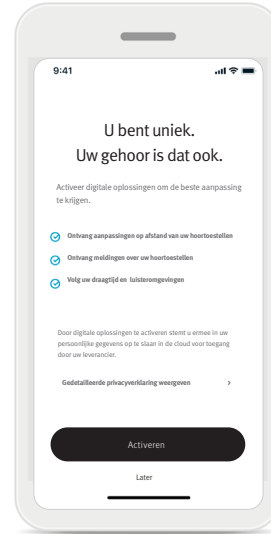 9:41
U bent uniek.
Uw gehoor is dat ook.
Activeer digitale oplossingen om de beste aanpassing
te krijgen.
Ontvang aanpassingen op afstand van uw hoortoestellen
Ontvang meldingen over uw hoortoestellen
Volg uw draagtijd en luisteromgevingen
Door digitale oplossingen te activeren stemt u ermee in uw
persoonlijke gegevens op te slaan in de cloud voor toegang
door uw leverancier.
Gedetailleerde privacyverklaring weergeven
Activeren
Later